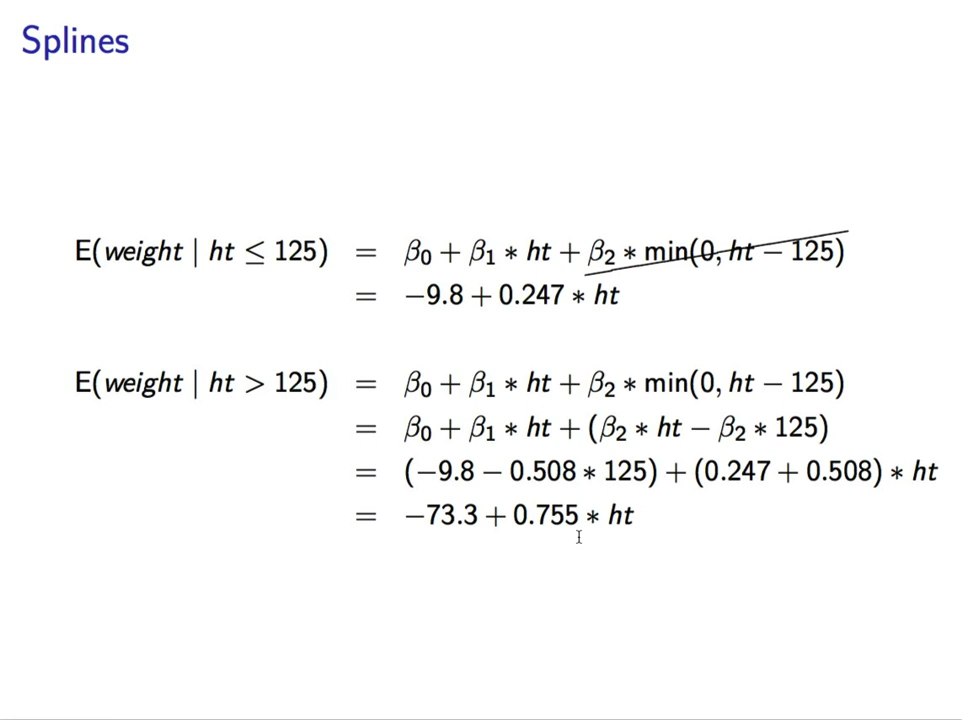 Splines
E(weight | ht ≤ 125) = β₀ + β₁ ∗ ht + β₂ ∗ min(0, ht − 125)
= −9.8 + 0.247 ∗ ht
E(weight | ht > 125) = β₀ + β₁ ∗ ht + β₂ ∗ min(0, ht − 125)
= β₀ + β₁ ∗ ht + (β₂ ∗ ht − β₂ ∗ 125)
= (−9.8 − 0.508 ∗ 125) + (0.247 + 0.508) ∗ ht
= −73.3 + 0.755 ∗ ht